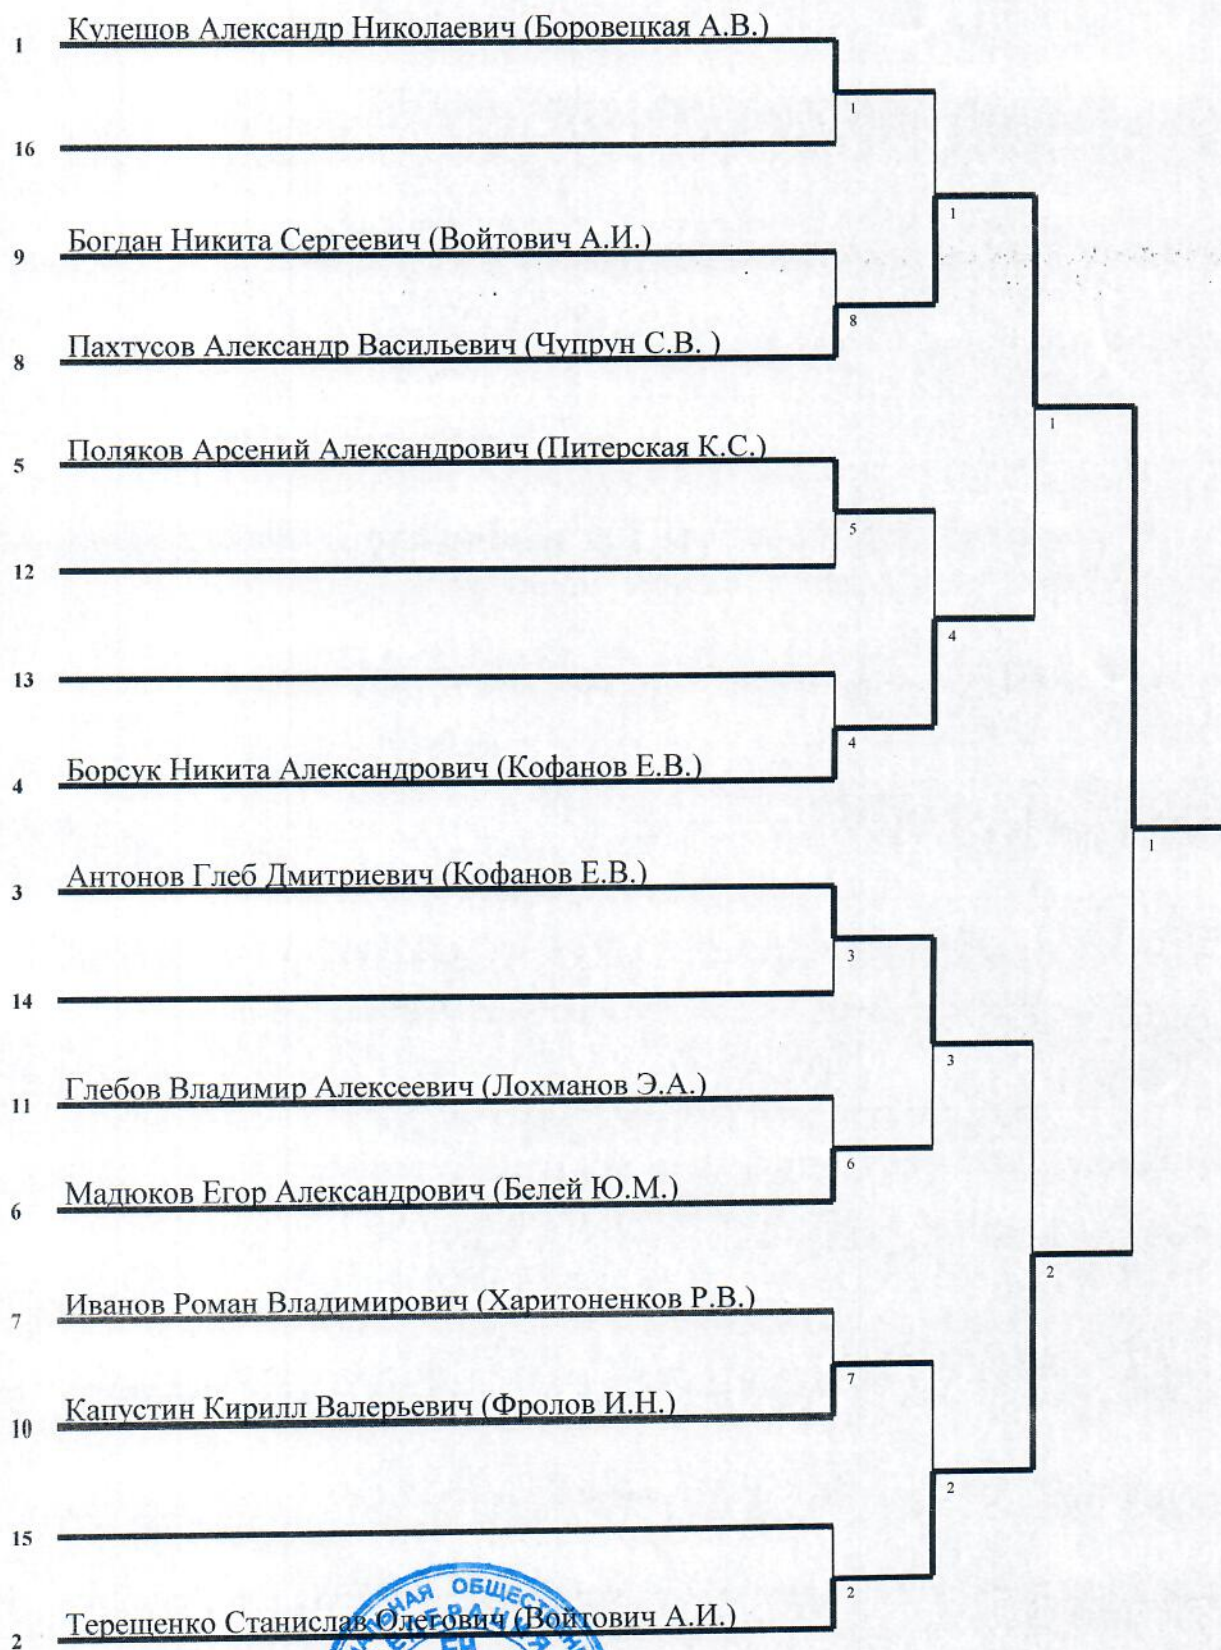 1 Кулешов Александр Николаевич (Боровецкая А.В.)
1
16
1
9 Богдан Никита Сергеевич (Войтович А.И.)
8
8 Пахтусов Александр Васильевич (Чупрун С.В. )
1
5 Поляков Арсений Александрович (Питерская К.С.)
5
12
4
13
4
4 Борсук Никита Александрович (Кофанов Е.В.)
1
3 Антонов Глеб Дмитриевич (Кофанов Е.В.)
3
14
3
11 Глебов Владимир Алексеевич (Лохманов Э.А.)
6
6 Мадюков Егор Александрович (Белей Ю.М.)
2
7 Иванов Роман Владимирович (Харитоненков Р.В.)
7
10 Капустин Кирилл Валерьевич (Фролов И.Н.)
2
15
2
2 Терещенко Станислав Олегович (Войтович А.И.)